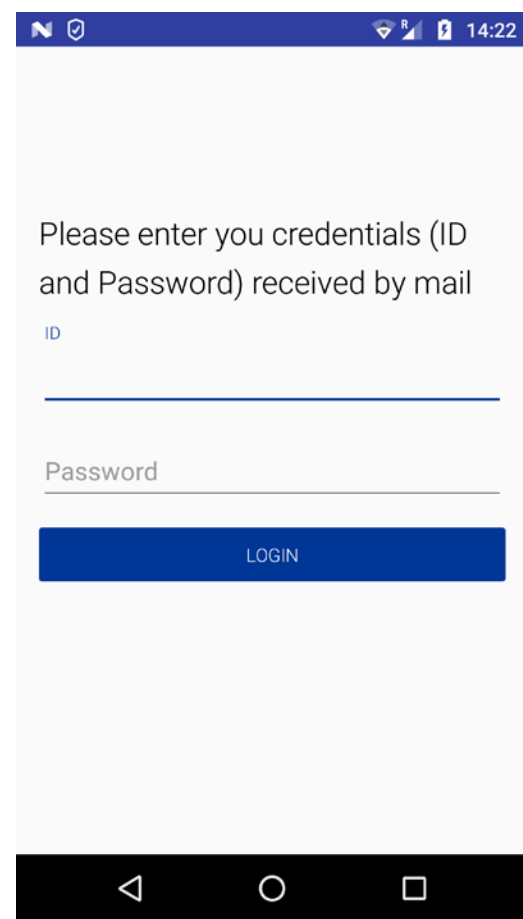 14:22
Please enter you credentials (ID
and Password) received by mail
ID
Password
LOGIN